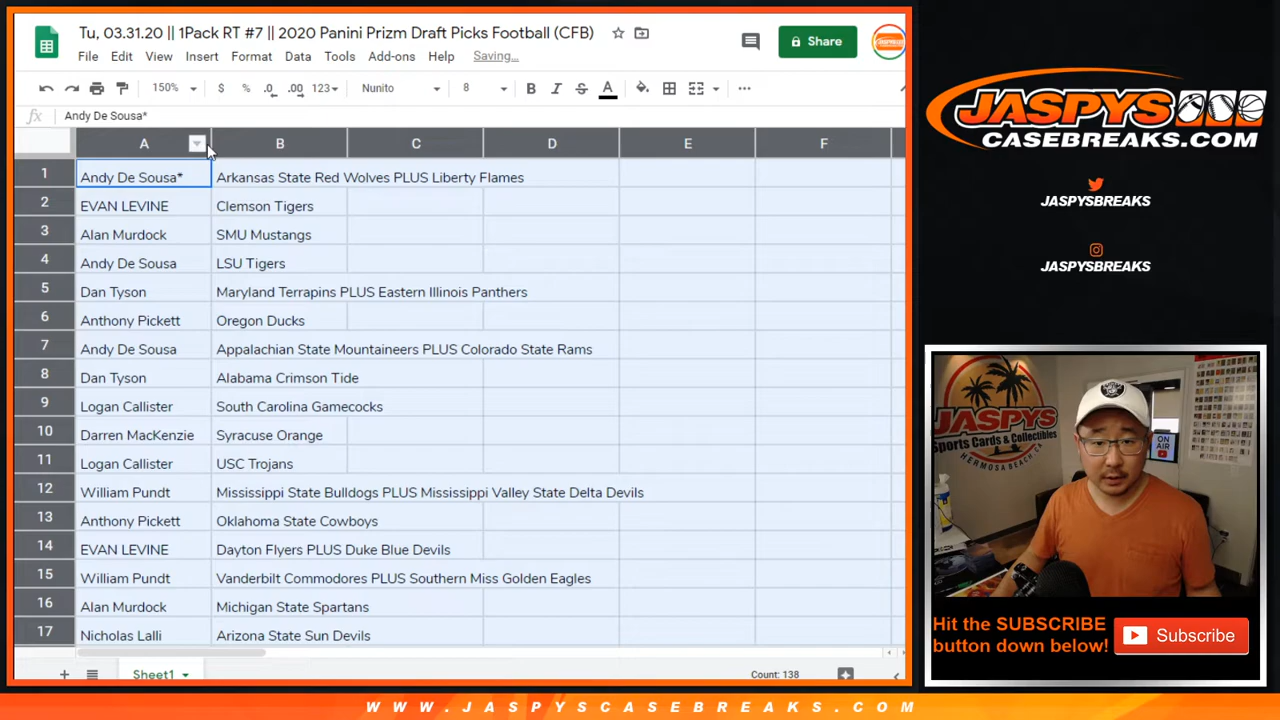 Tu, 03.31.20 || 1Pack RT #7 || 2020 Panini Prizm Draft Picks Football (CFB)
File Edit View Insert Format Data Tools Add-ons Help Saving...
Share
150% $ % .0 .00 123 Nunito 8 B I S A
fx Andy De Sousa*
A B C D E F
1 Andy De Sousa* Arkansas State Red Wolves PLUS Liberty Flames
2 EVAN LEVINE Clemson Tigers
3 Alan Murdock SMU Mustangs
4 Andy De Sousa LSU Tigers
5 Dan Tyson Maryland Terrapins PLUS Eastern Illinois Panthers
6 Anthony Pickett Oregon Ducks
7 Andy De Sousa Appalachian State Mountaineers PLUS Colorado State Rams
8 Dan Tyson Alabama Crimson Tide
9 Logan Callister South Carolina Gamecocks
10 Darren MacKenzie Syracuse Orange
11 Logan Callister USC Trojans
12 William Pundt Mississippi State Bulldogs PLUS Mississippi Valley State Delta Devils
13 Anthony Pickett Oklahoma State Cowboys
14 EVAN LEVINE Dayton Flyers PLUS Duke Blue Devils
15 William Pundt Vanderbilt Commodores PLUS Southern Miss Golden Eagles
16 Alan Murdock Michigan State Spartans
17 Nicholas Lalli Arizona State Sun Devils
Sheet1 Count: 138
JASPYS
CASEBREAKS.COM
JASPYSBREAKS
JASPYSBREAKS
JASPYS
Sports Cards & Collectibles
HERMOSA BEACH, CA
ON AIR
Hit the SUBSCRIBE
button down below!
Subscribe
WWW.JASPYSCASEBREAKS.COM